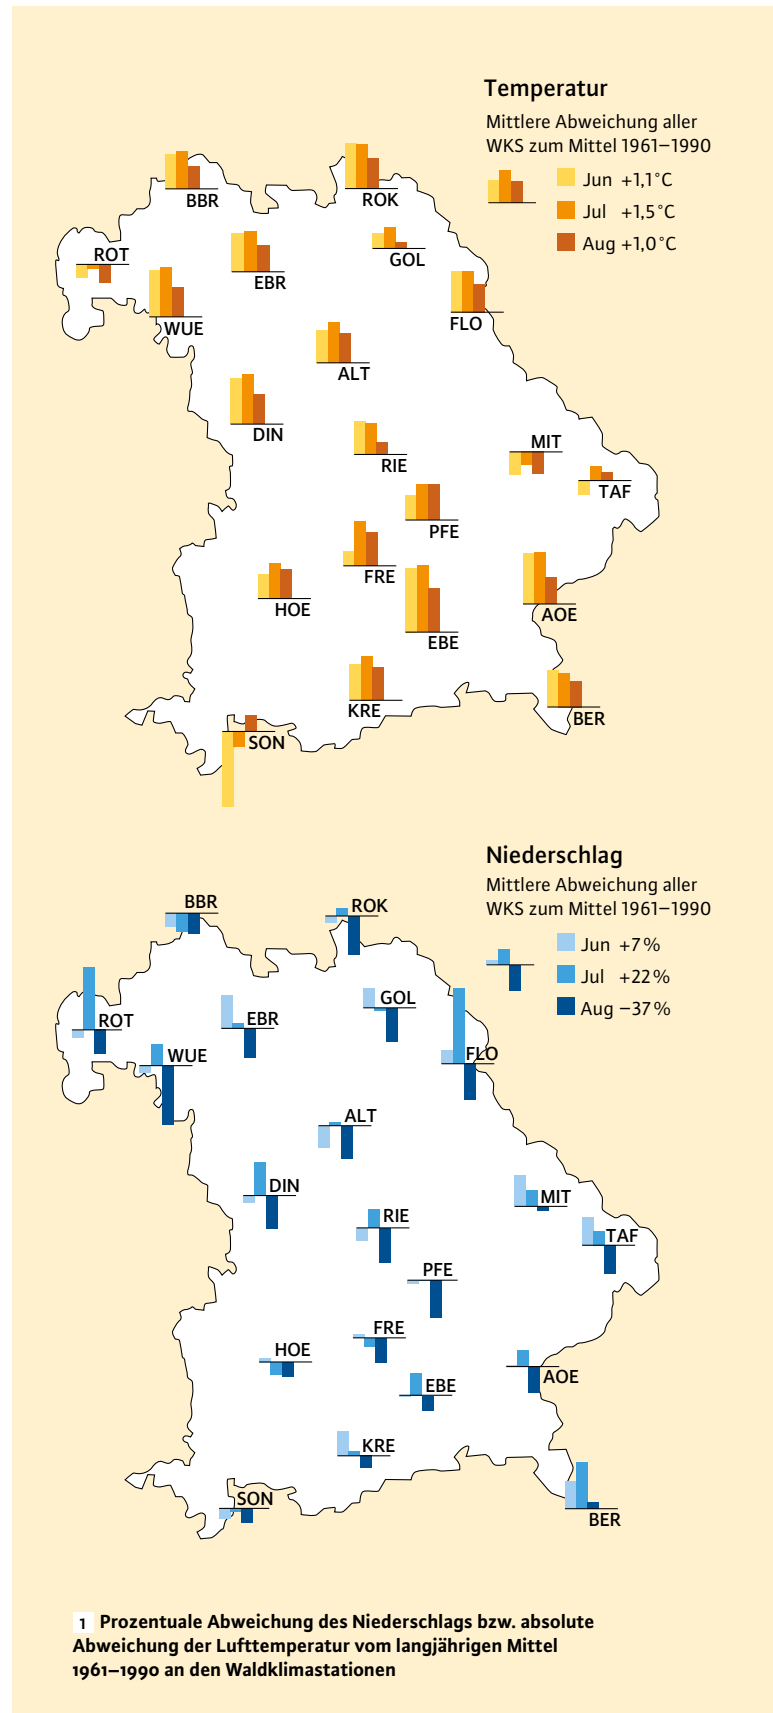 Temperatur
Mittlere Abweichung aller
WKS zum Mittel 1961–1990
Jun +1,1°C
Jul +1,5°C
Aug +1,0°C
BBR
ROK
ROT
GOL
EBR
WUE
FLO
ALT
DIN
MIT
RIE
TAF
PFE
FRE
HOE
AOE
EBE
KRE
BER
SON
Niederschlag
Mittlere Abweichung aller
WKS zum Mittel 1961–1990
Jun +7%
Jul +22%
Aug –37%
BBR
ROK
GOL
ROT
EBR
WUE
FLO
ALT
DIN
MIT
RIE
TAF
PFE
FRE
HOE
AOE
EBE
KRE
SON
BER
1 Prozentuale Abweichung des Niederschlags bzw. absolute
Abweichung der Lufttemperatur vom langjährigen Mittel
1961–1990 an den Waldklimastationen